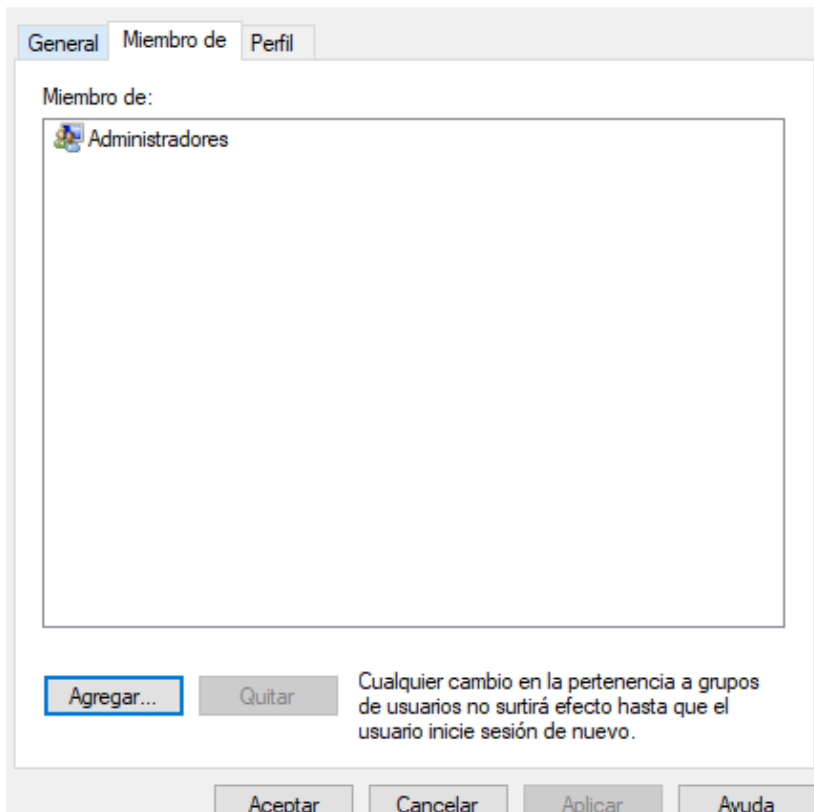 General Miembro de Perfil
Miembro de:
Administradores
Agregar... Quitar
Cualquier cambio en la pertenencia a grupos
de usuarios no surtirá efecto hasta que el
usuario inicie sesión de nuevo.
Aceptar Cancelar Aplicar Ayuda